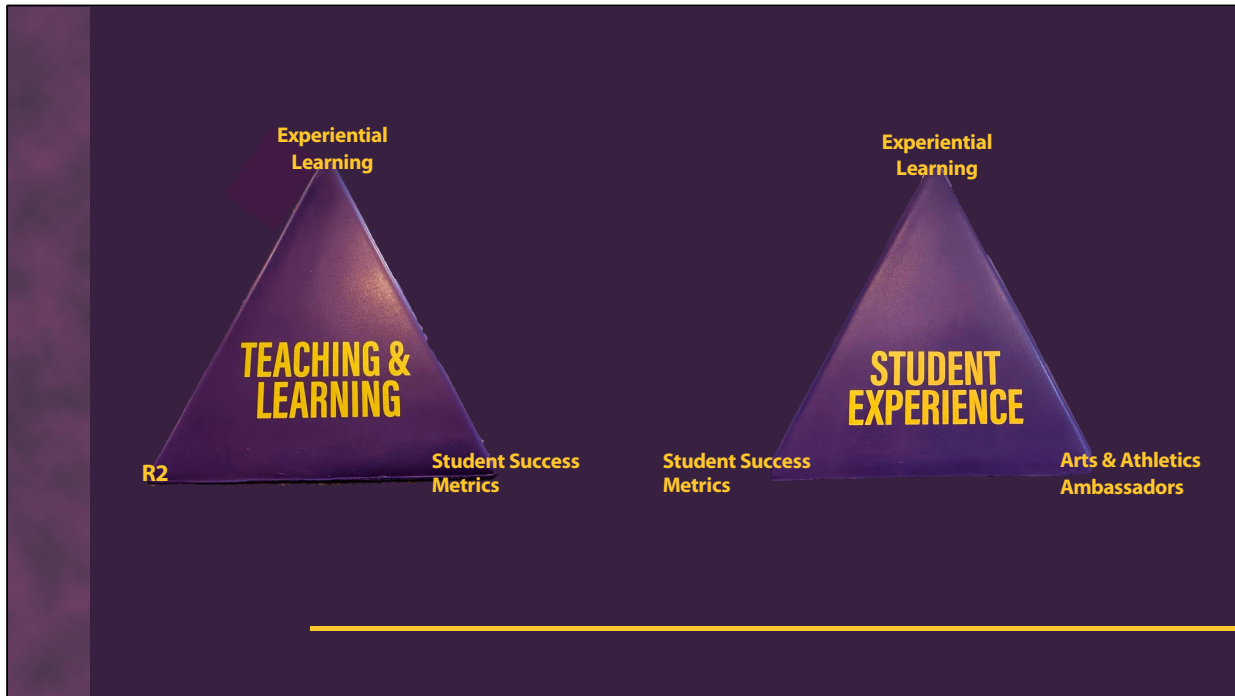 Experiential
Learning
TEACHING &
LEARNING
R2
Student Success
Metrics
Experiential
Learning
STUDENT
EXPERIENCE
Student Success
Metrics
Arts & Athletics
Ambassadors